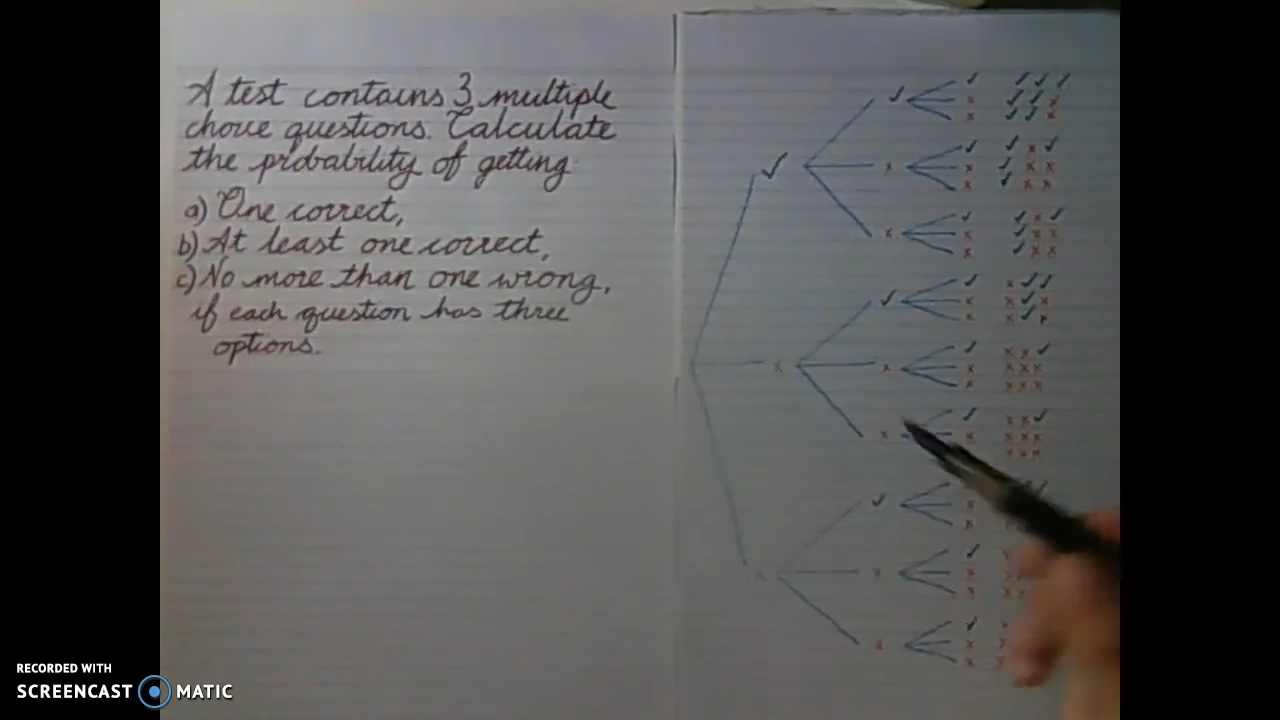 A test contains 3 multiple
choice questions. Calculate
the probability of getting
a) One correct,
b) At least one correct,
c) No more than one wrong,
if each question has three
options.
RECORDED WITH
SCREENCAST MATIC